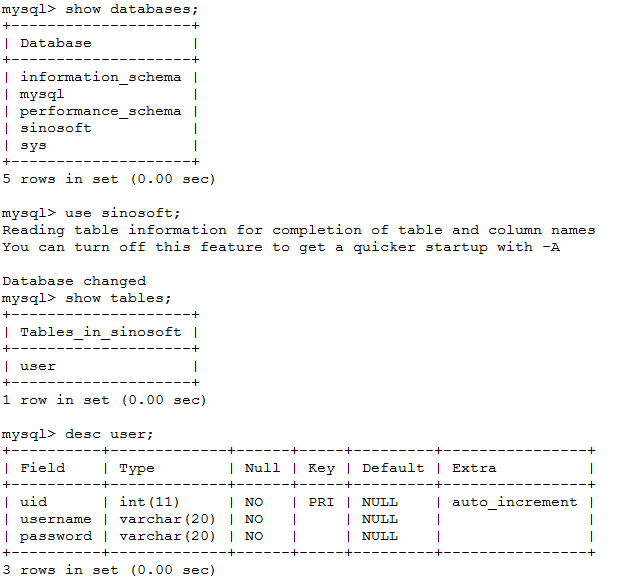 mysql> show databases;
+--------------------+
| Database           |
+--------------------+
| information_schema |
| mysql              |
| performance_schema |
| sinosoft           |
| sys                |
+--------------------+
5 rows in set (0.00 sec)

mysql> use sinosoft;
Reading table information for completion of table and column names
You can turn off this feature to get a quicker startup with -A

Database changed
mysql> show tables;
+--------------------+
| Tables_in_sinosoft |
+--------------------+
| user               |
+--------------------+
1 row in set (0.00 sec)

mysql> desc user;
+----------+-------------+------+-----+---------+----------------+
| Field    | Type        | Null | Key | Default | Extra          |
+----------+-------------+------+-----+---------+----------------+
| uid      | int(11)     | NO   | PRI | NULL    | auto_increment |
| username | varchar(20) | NO   |     | NULL    |                |
| password | varchar(20) | NO   |     | NULL    |                |
+----------+-------------+------+-----+---------+----------------+
3 rows in set (0.00 sec)